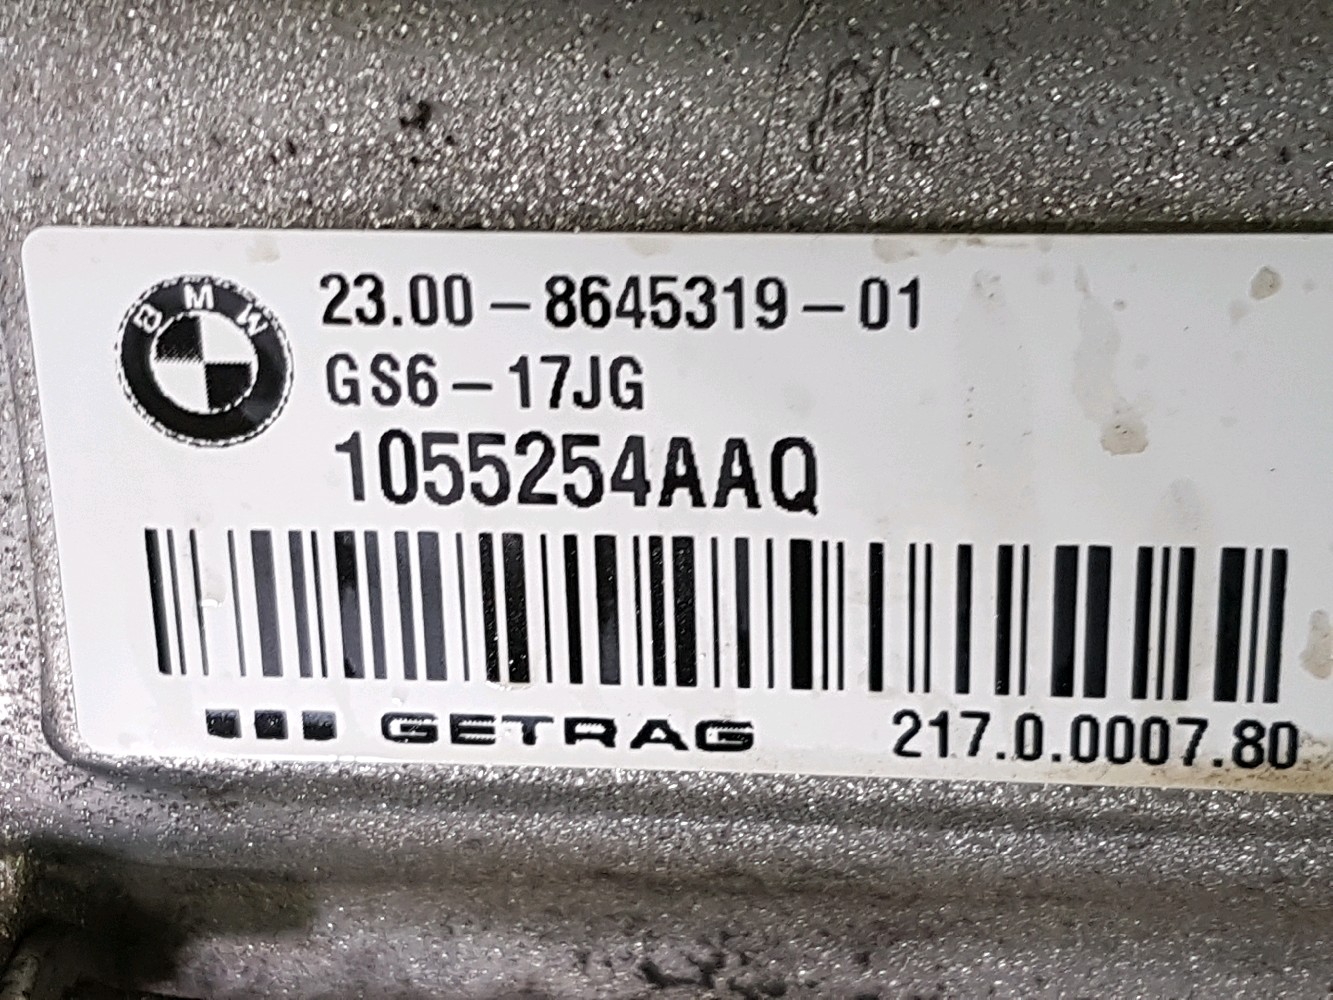 BMW
23.00-8645319-01
GS6-17JG
1055254AAQ
GETRAG 217.0.0007.80